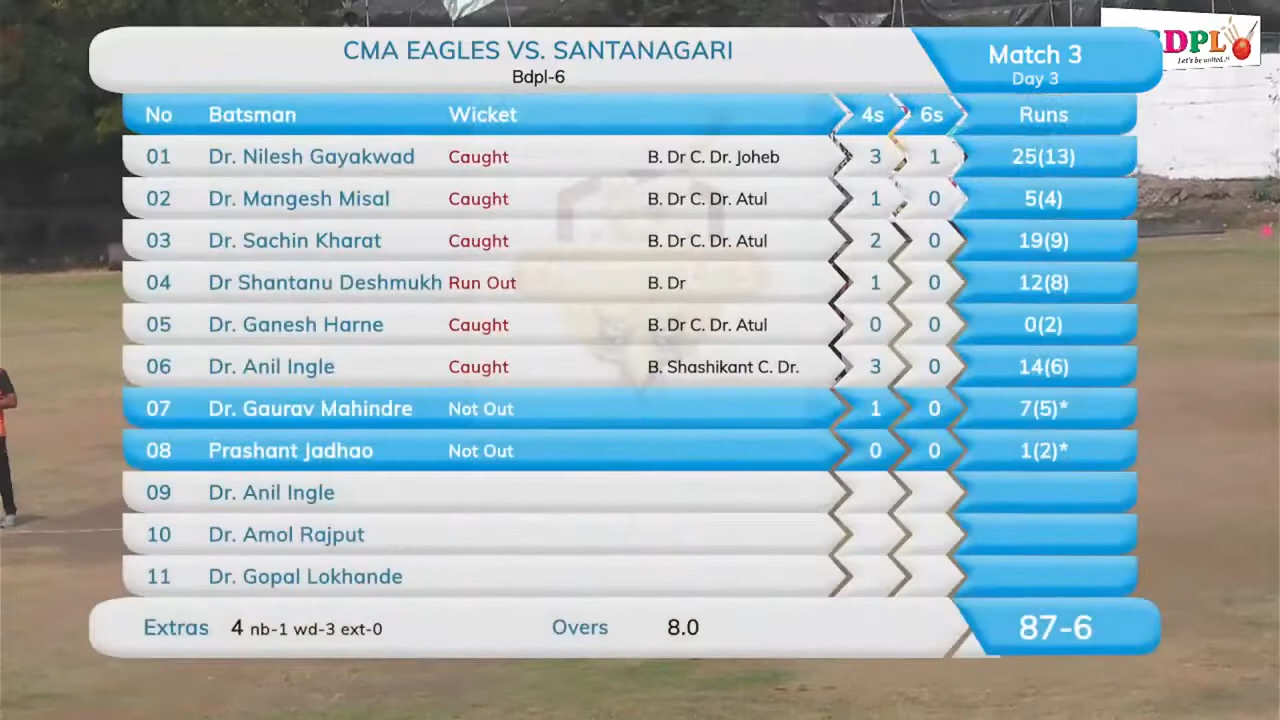 CMA EAGLES VS. SANTANAGARI
Bdpl-6
Match 3
Day 3
DPL
Let's be united..!!
No Batsman Wicket 4s 6s Runs
01 Dr. Nilesh Gayakwad Caught B. Dr C. Dr. Joheb 3 1 25(13)
02 Dr. Mangesh Misal Caught B. Dr C. Dr. Atul 1 0 5(4)
03 Dr. Sachin Kharat Caught B. Dr C. Dr. Atul 2 0 19(9)
04 Dr Shantanu Deshmukh Run Out B. Dr 1 0 12(8)
05 Dr. Ganesh Harne Caught B. Dr C. Dr. Atul 0 0 0(2)
06 Dr. Anil Ingle Caught B. Shashikant C. Dr. 3 0 14(6)
07 Dr. Gaurav Mahindre Not Out 1 0 7(5)*
08 Prashant Jadhao Not Out 0 0 1(2)*
09 Dr. Anil Ingle
10 Dr. Amol Rajput
11 Dr. Gopal Lokhande
Extras 4 nb-1 wd-3 ext-0 Overs 8.0 87-6